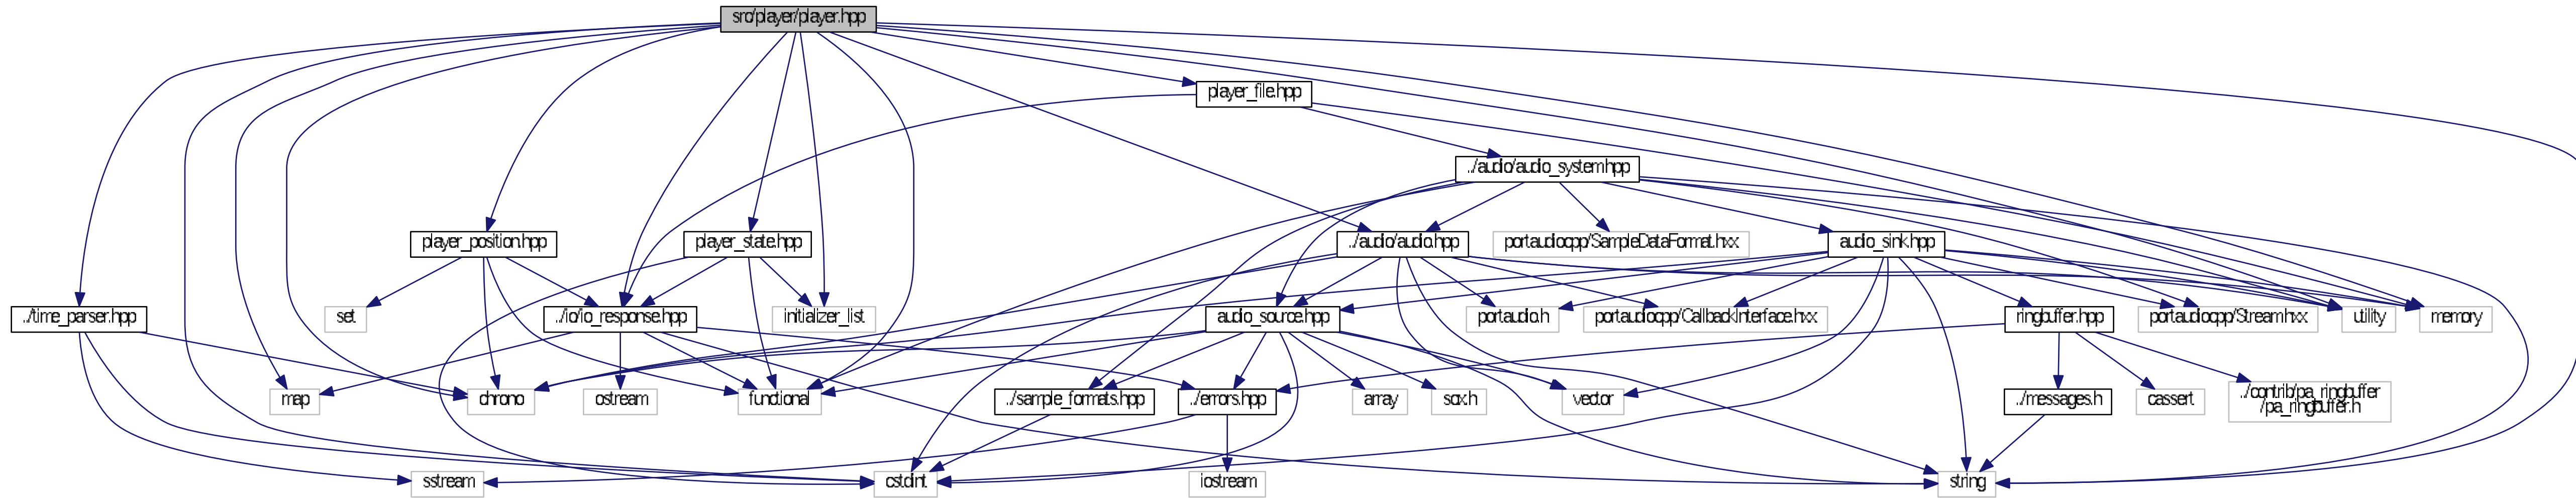 src/player/player.hpp
player_file.hpp
../audio/audio_system.hpp
player_position.hpp
player_state.hpp
../audio/audio.hpp
portaudiocpp/SampleDataFormat.hxx
audio_sink.hpp
../time_parser.hpp
set
../io/io_response.hpp
initializer_list
audio_source.hpp
portaudio.h
portaudiocpp/CallbackInterface.hxx
ringbuffer.hpp
portaudiocpp/Stream.hxx
utility
memory
map
chrono
ostream
functional
../sample_formats.hpp
../errors.hpp
array
sox.h
vector
../messages.h
cassert
../contrib/pa_ringbuffer
/pa_ringbuffer.h
sstream
cstdint
iostream
string